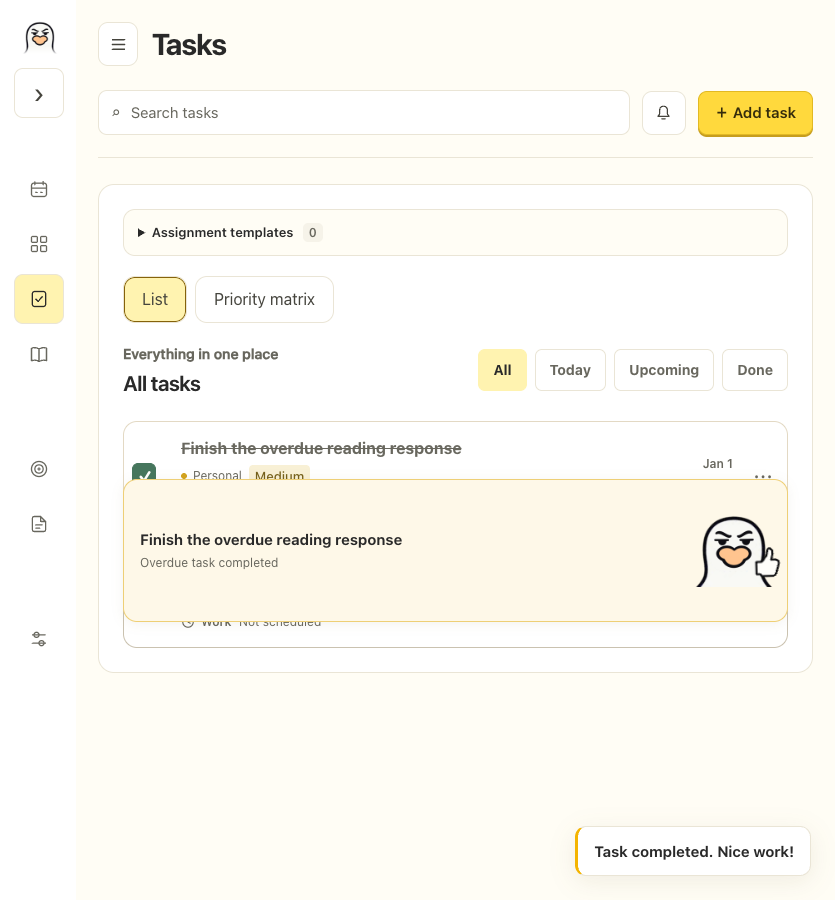 Tasks
Search tasks
+ Add task
Assignment templates 0
List
Priority matrix
Everything in one place
All tasks
All
Today
Upcoming
Done
Finish the overdue reading response
Personal Medium
Jan 1
Finish the overdue reading response
Overdue task completed
Work Not scheduled
Task completed. Nice work!